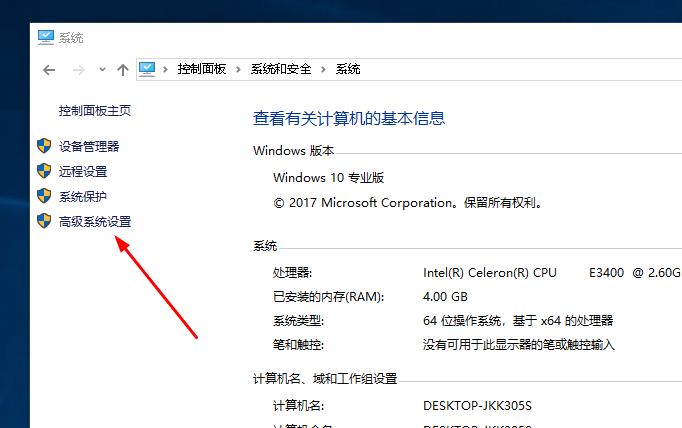 系统
控制面板 › 系统和安全 › 系统
控制面板主页
设备管理器
远程设置
系统保护
高级系统设置
查看有关计算机的基本信息
Windows 版本
Windows 10 专业版
© 2017 Microsoft Corporation。保留所有权利。
系统
处理器: Intel(R) Celeron(R) CPU E3400 @ 2.60G
已安装的内存(RAM): 4.00 GB
系统类型: 64 位操作系统，基于 x64 的处理器
笔和触控: 没有可用于此显示器的笔或触控输入
计算机名、域和工作组设置
计算机名: DESKTOP-JKK305S